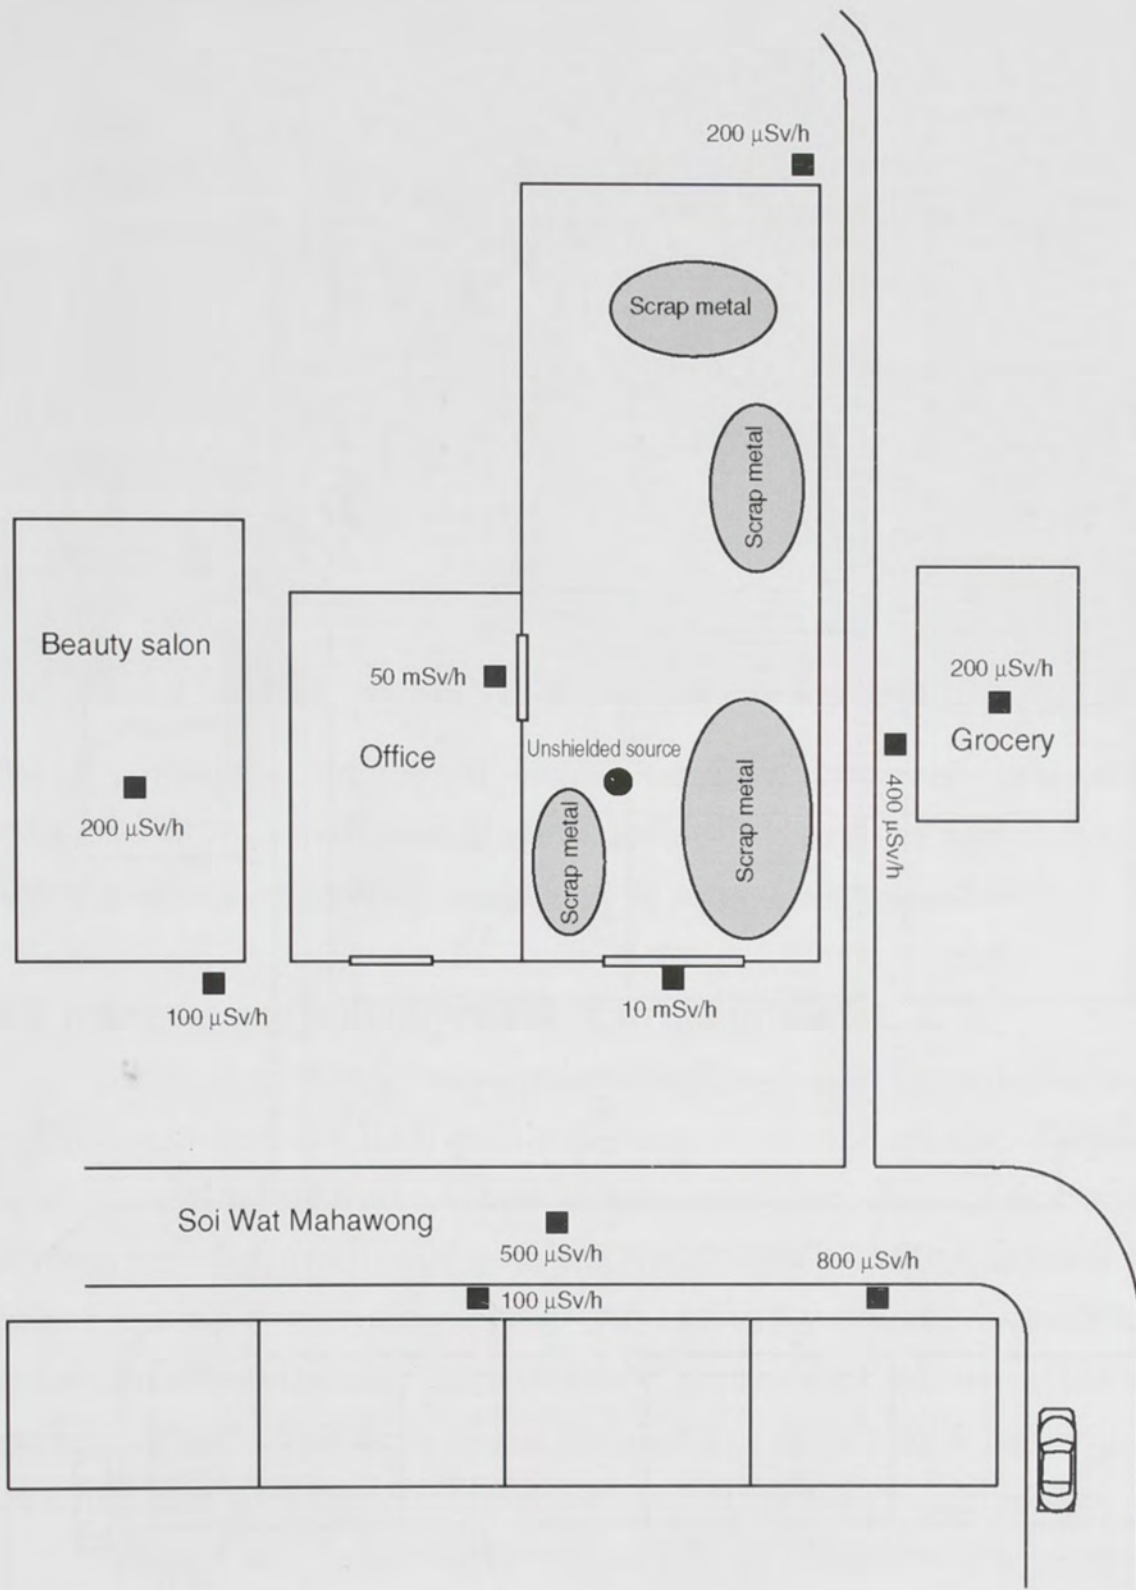 200 μSv/h
Scrap metal
Scrap metal
Beauty salon
50 mSv/h
200 μSv/h
Office
Unshielded source
Grocery
200 μSv/h
Scrap metal
Scrap metal
400 μSv/h
100 μSv/h
10 mSv/h
Soi Wat Mahawong
500 μSv/h
800 μSv/h
100 μSv/h